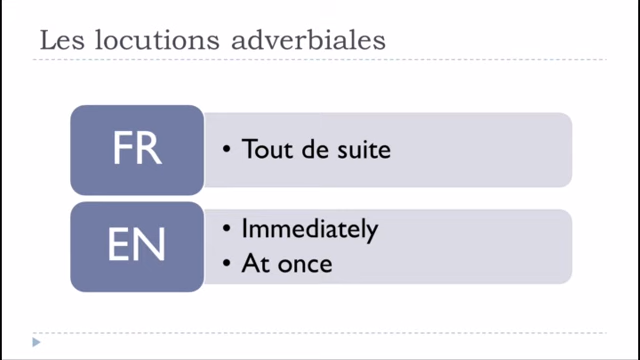 Les locutions adverbiales
FR
• Tout de suite
EN
• Immediately
• At once